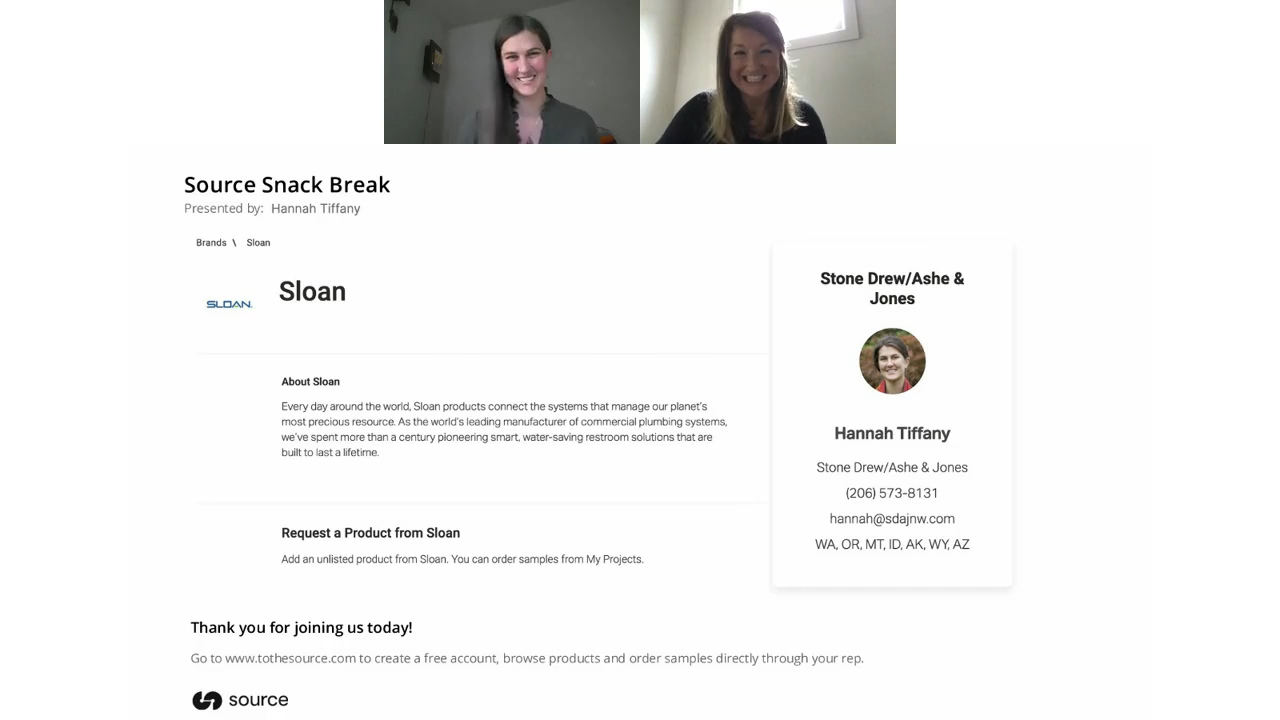 Source Snack Break
Presented by: Hannah Tiffany
Brands \ Sloan
SLOAN.
Sloan
About Sloan
Every day around the world, Sloan products connect the systems that manage our planet's
most precious resource. As the world's leading manufacturer of commercial plumbing systems,
we've spent more than a century pioneering smart, water-saving restroom solutions that are
built to last a lifetime.
Request a Product from Sloan
Add an unlisted product from Sloan. You can order samples from My Projects.
Stone Drew/Ashe &
Jones
Hannah Tiffany
Stone Drew/Ashe & Jones
(206) 573-8131
hannah@sdajnw.com
WA, OR, MT, ID, AK, WY, AZ
Thank you for joining us today!
Go to www.tothesource.com to create a free account, browse products and order samples directly through your rep.
source